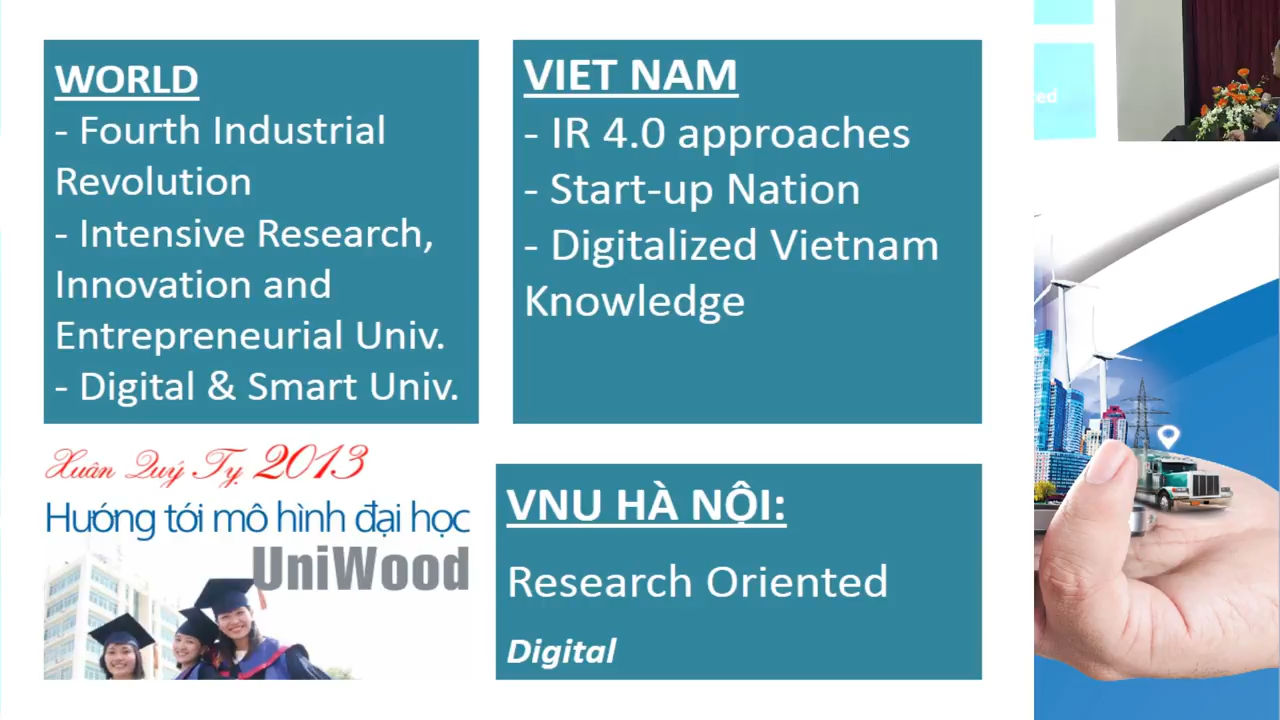 WORLD
- Fourth Industrial
Revolution
- Intensive Research,
Innovation and
Entrepreneurial Univ.
- Digital & Smart Univ.
VIET NAM
- IR 4.0 approaches
- Start-up Nation
- Digitalized Vietnam
Knowledge
Xuân Quý Tỵ 2013
Hướng tới mô hình đại học
UniWood
VNU HÀ NỘI:
Research Oriented
Digital